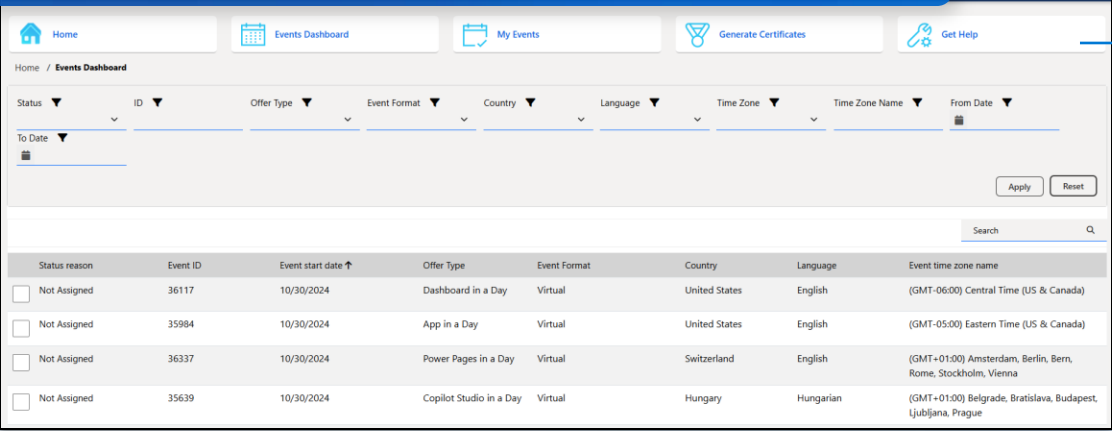 Home Events Dashboard My Events Generate Certificates Get Help
Home / Events Dashboard
Status ID Offer Type Event Format Country Language Time Zone Time Zone Name From Date
To Date
Apply Reset
Search
Status reason Event ID Event start date Offer Type Event Format Country Language Event time zone name
Not Assigned 36117 10/30/2024 Dashboard in a Day Virtual United States English (GMT-06:00) Central Time (US & Canada)
Not Assigned 35984 10/30/2024 App in a Day Virtual United States English (GMT-05:00) Eastern Time (US & Canada)
Not Assigned 36337 10/30/2024 Power Pages in a Day Virtual Switzerland English (GMT+01:00) Amsterdam, Berlin, Bern,
Rome, Stockholm, Vienna
Not Assigned 35639 10/30/2024 Copilot Studio in a Day Virtual Hungary Hungarian (GMT+01:00) Belgrade, Bratislava, Budapest,
Ljubljana, Prague